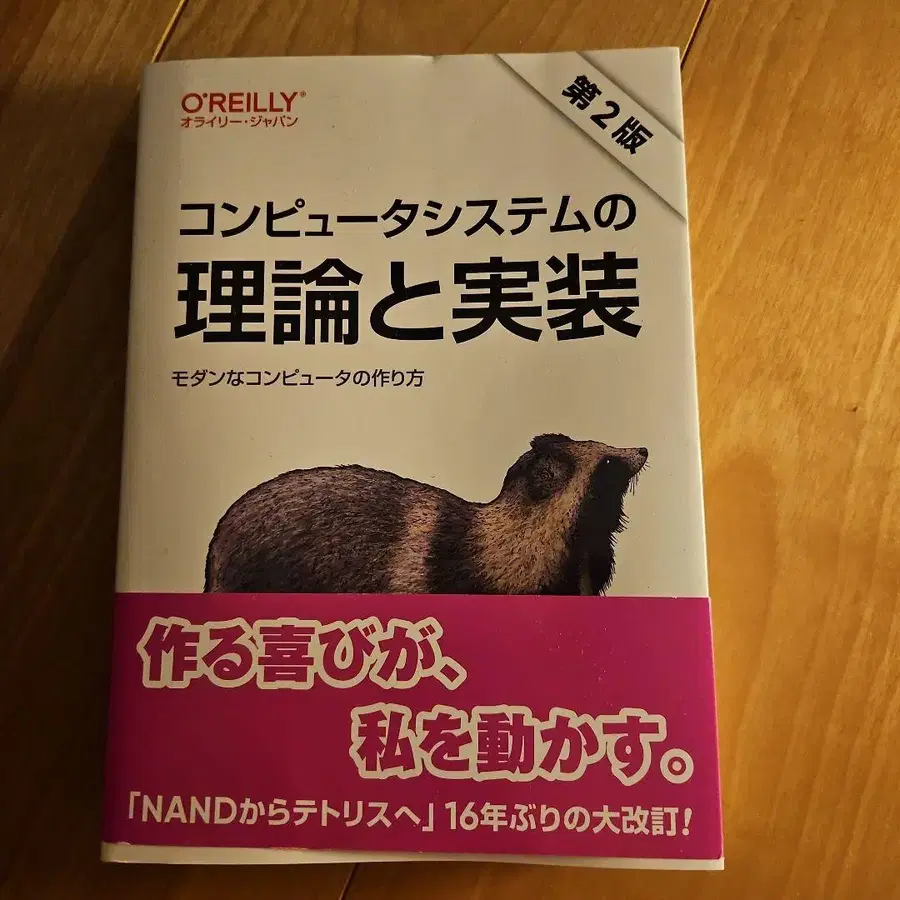 O'REILLY®
オライリー・ジャパン
第2版
コンピュータシステムの
理論と実装
モダンなコンピュータの作り方
作る喜びが、
私を動かす。
「NANDからテトリスへ」16年ぶりの大改訂!